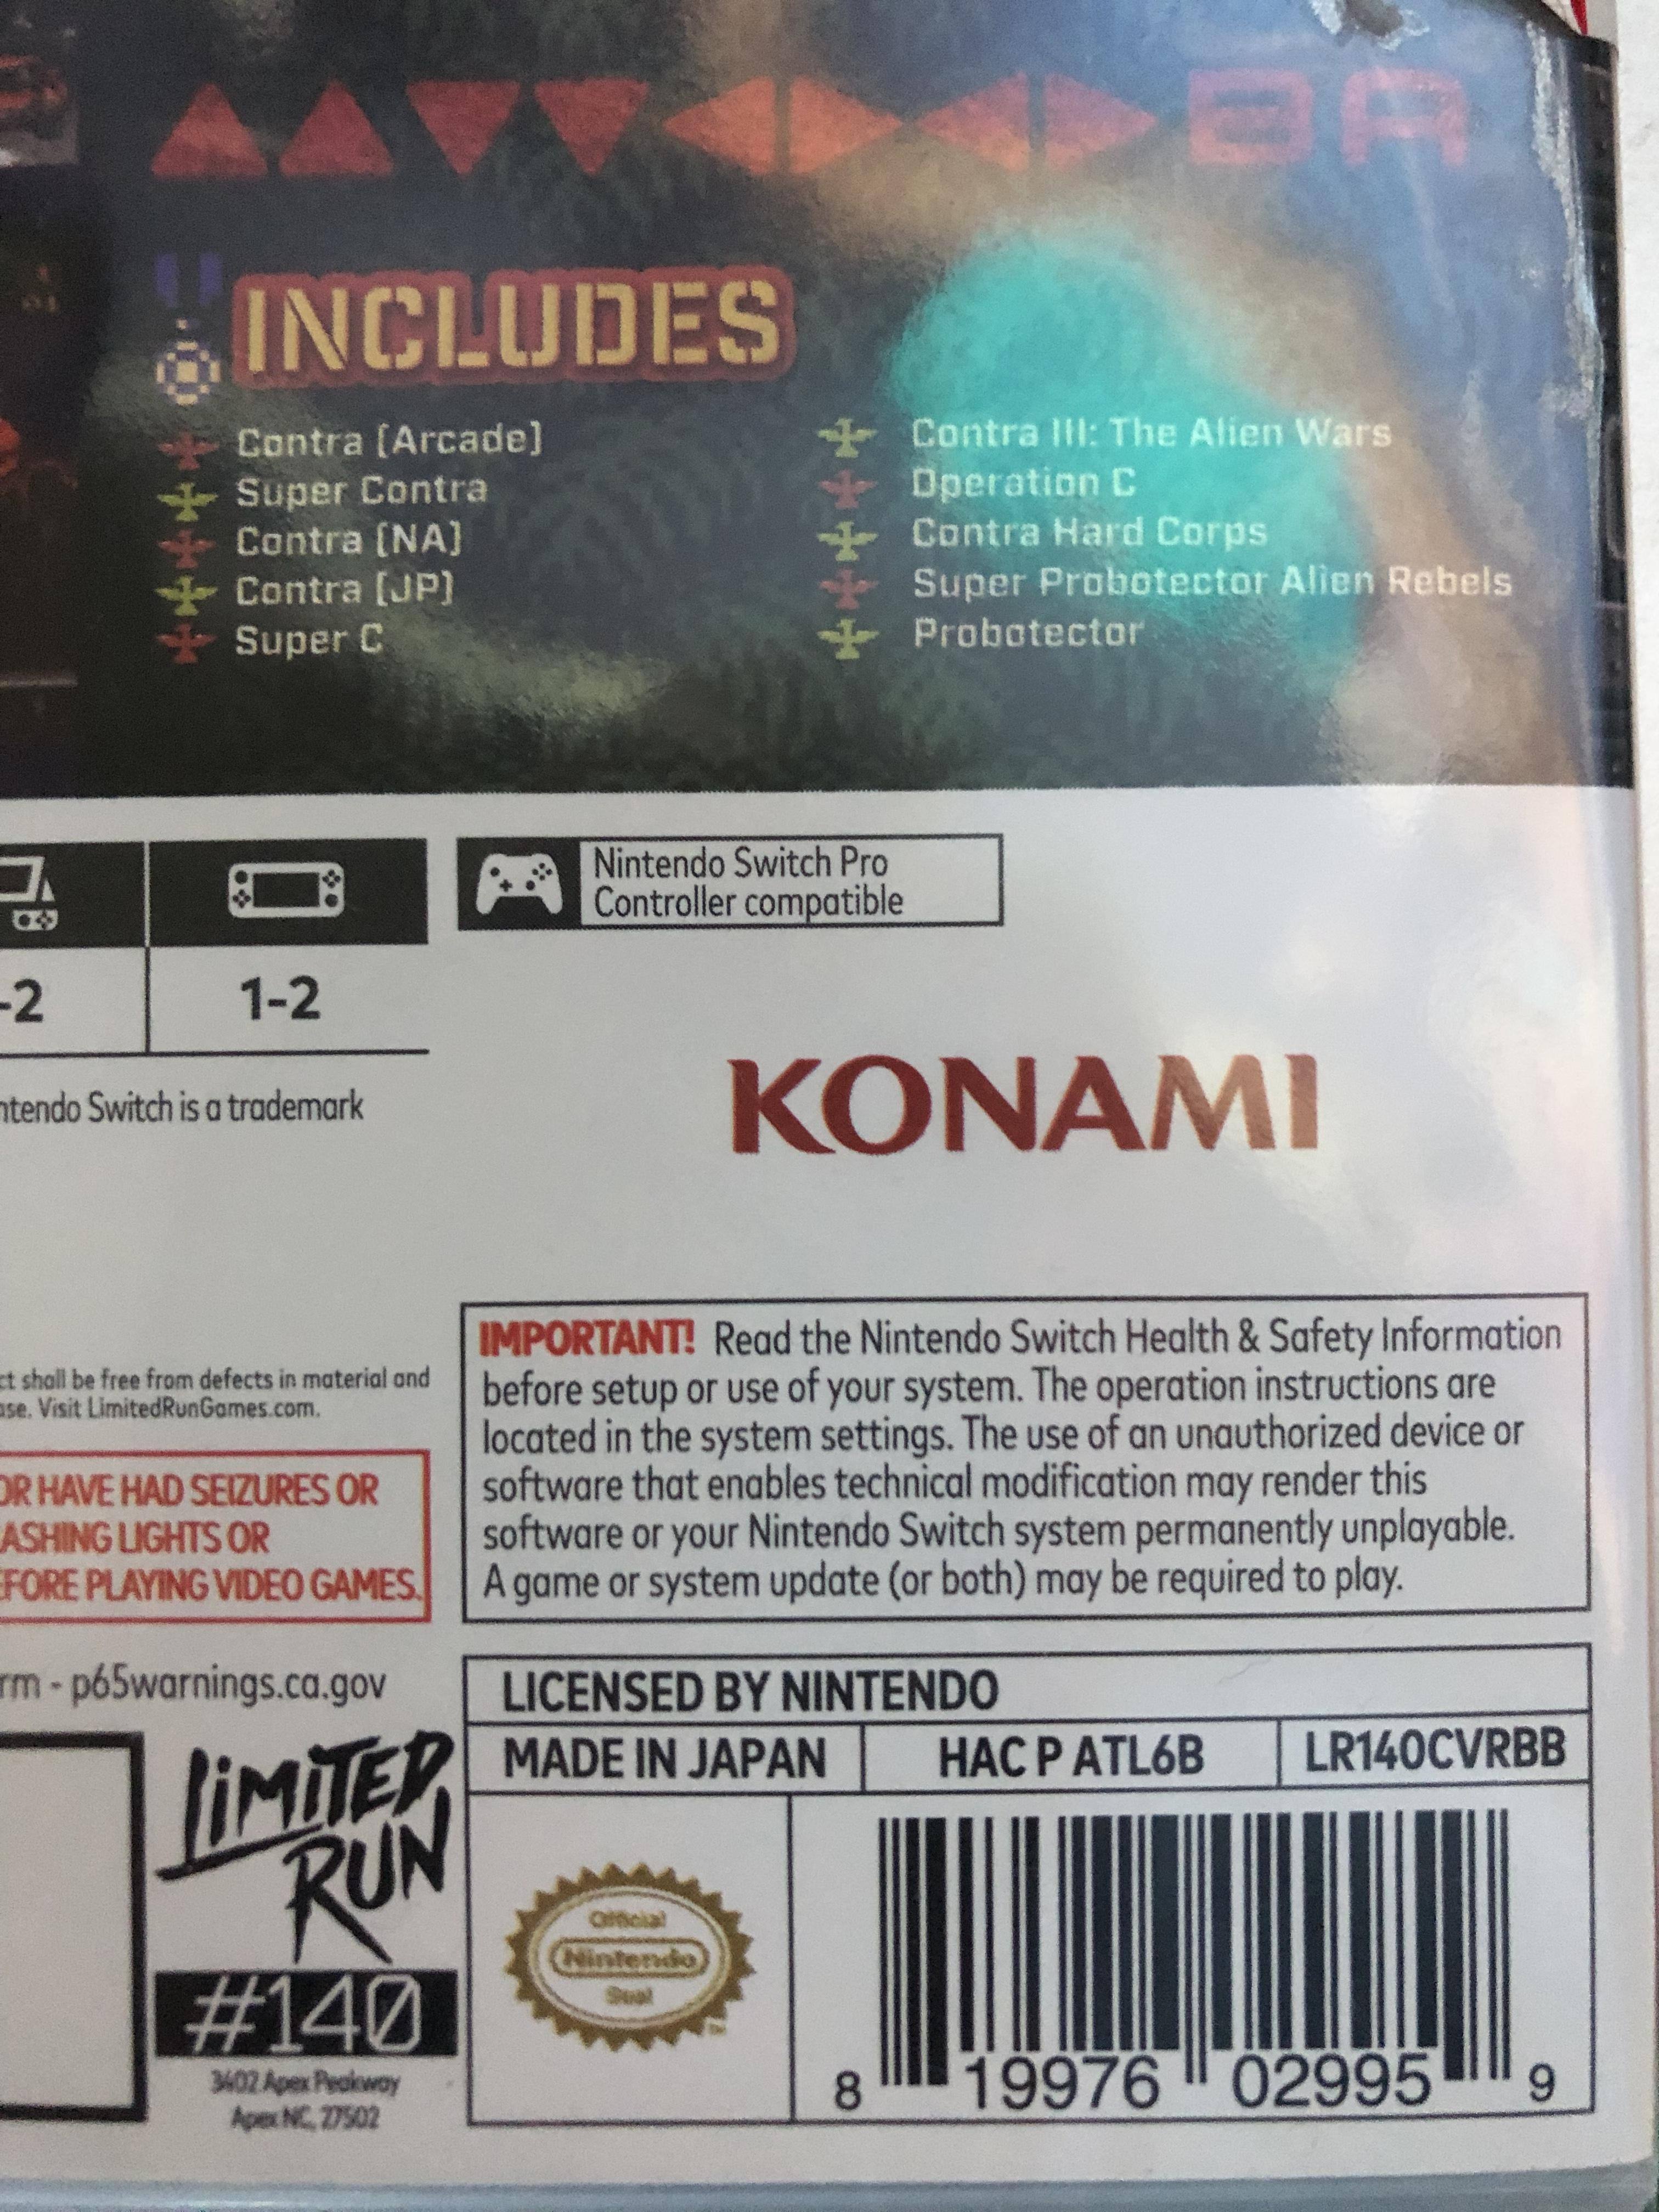 ▲▲▼▼◀▶◀▶BA
INCLUDES
Contra [Arcade]
Super Contra
Contra [NA]
Contra [JP]
Super C
Contra III: The Alien Wars
Operation C
Contra Hard Corps
Super Probotector Alien Rebels
Probotector
Nintendo Switch Pro
Controller compatible
-2
1-2
ntendo Switch is a trademark
KONAMI
ct shall be free from defects in material and
ase. Visit LimitedRunGames.com.
OR HAVE HAD SEIZURES OR
ASHING LIGHTS OR
EFORE PLAYING VIDEO GAMES.
IMPORTANT! Read the Nintendo Switch Health & Safety Information
before setup or use of your system. The operation instructions are
located in the system settings. The use of an unauthorized device or
software that enables technical modification may render this
software or your Nintendo Switch system permanently unplayable.
A game or system update (or both) may be required to play.
rm - p65warnings.ca.gov
LIMITED
RUN
#140
3402 Apex Peakway
Apex NC, 27502
LICENSED BY NINTENDO
MADE IN JAPAN
HAC P ATL6B
LR140CVRBB
Official
Nintendo
Seal
TM
8 19976 02995 9